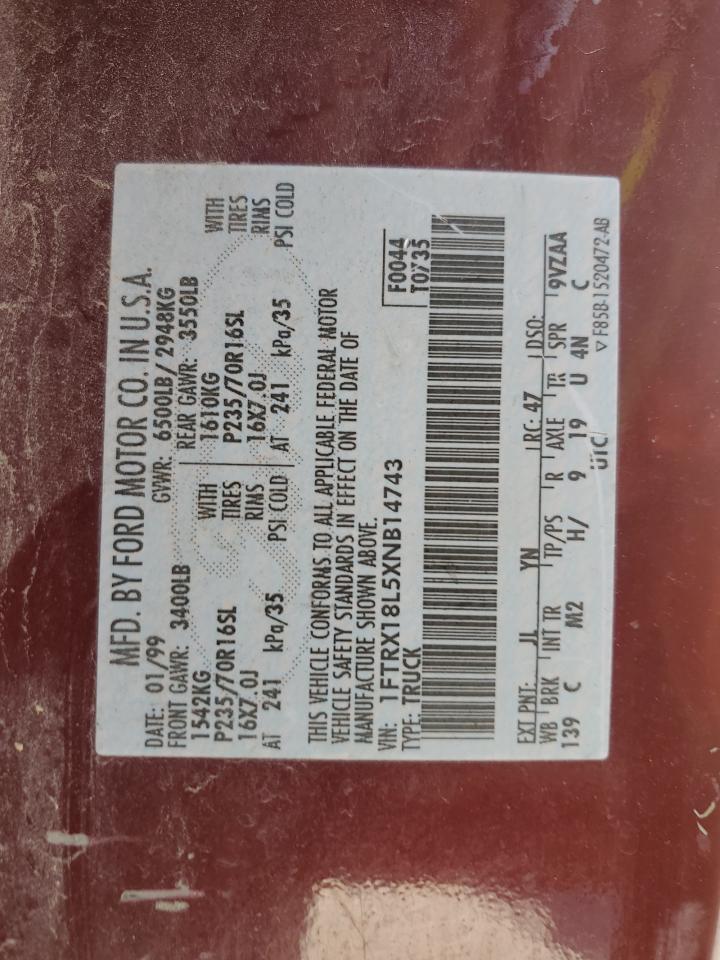 MFD. BY FORD MOTOR CO. IN U.S.A.
DATE: 01/99 GVWR: 6500LB/2948KG
FRONT GAWR: 3400LB REAR GAWR: 3550LB
1542KG WITH 1610KG WITH
P235/70R16SL TIRES P235/70R16SL TIRES
16X7.0J RIMS 16X7.0J RIMS
AT 241 kPa/35 PSI COLD AT 241 kPa/35 PSI COLD
THIS VEHICLE CONFORMS TO ALL APPLICABLE FEDERAL MOTOR
VEHICLE SAFETY STANDARDS IN EFFECT ON THE DATE OF
MANUFACTURE SHOWN ABOVE.
VIN: 1FTRX18L5XNB14743 F0044
TYPE: TRUCK T0735
EXT PNT: JL YN RC: 47 DSO:
WB BRK INT TR TP/PS R AXLE TR SPR 9VZAA
139 C M2 H/ 9 19 U 4N C
UTC ▽ F85B-1520472-AB